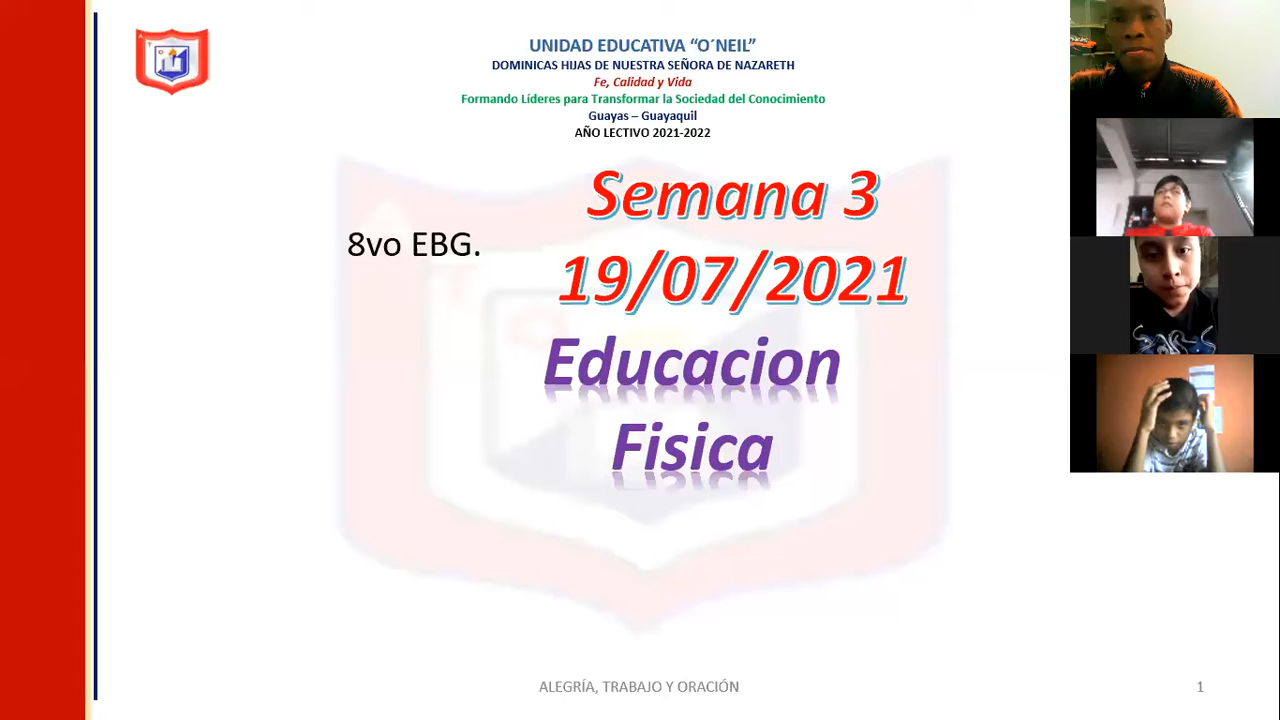 UNIDAD EDUCATIVA “O´NEIL”
DOMINICAS HIJAS DE NUESTRA SEÑORA DE NAZARETH
Fe, Calidad y Vida
Formando Líderes para Transformar la Sociedad del Conocimiento
Guayas – Guayaquil
AÑO LECTIVO 2021-2022
Semana 3
8vo EBG.
19/07/2021
Educacion
Fisica
ALEGRÍA, TRABAJO Y ORACIÓN
1